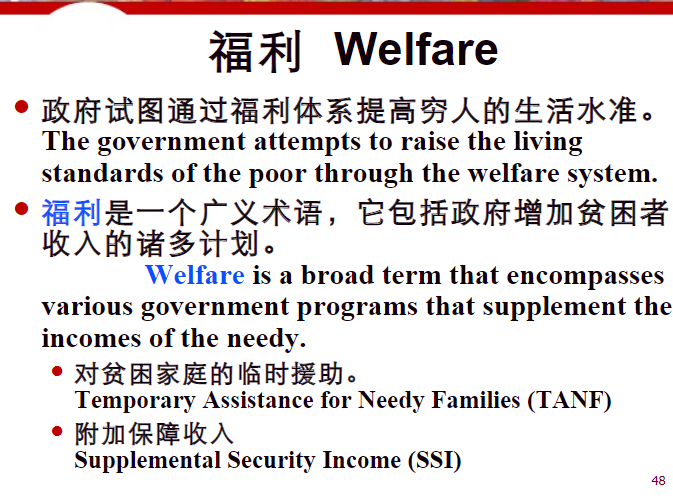 福利 Welfare
政府试图通过福利体系提高穷人的生活水准。
The government attempts to raise the living
standards of the poor through the welfare system.
福利是一个广义术语，它包括政府增加贫困者
收入的诸多计划。
Welfare is a broad term that encompasses
various government programs that supplement the
incomes of the needy.
对贫困家庭的临时援助。
Temporary Assistance for Needy Families (TANF)
附加保障收入
Supplemental Security Income (SSI)
48